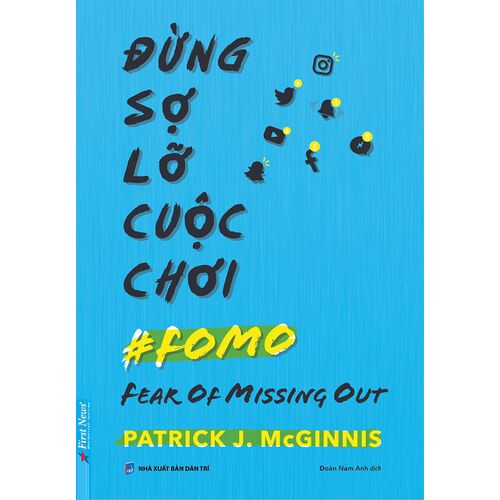 ĐỪNG
SỢ
LỠ
CUỘC
CHƠI
#FOMO
FEAR OF MISSING OUT
PATRICK J. McGINNIS
First News
NHÀ XUẤT BẢN DÂN TRÍ
Đoàn Nam Anh dịch